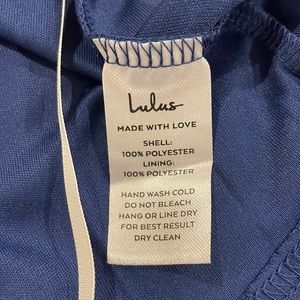 Lulus
MADE WITH LOVE
SHELL:
100% POLYESTER
LINING:
100% POLYESTER
HAND WASH COLD
DO NOT BLEACH
HANG OR LINE DRY
FOR BEST RESULT
DRY CLEAN